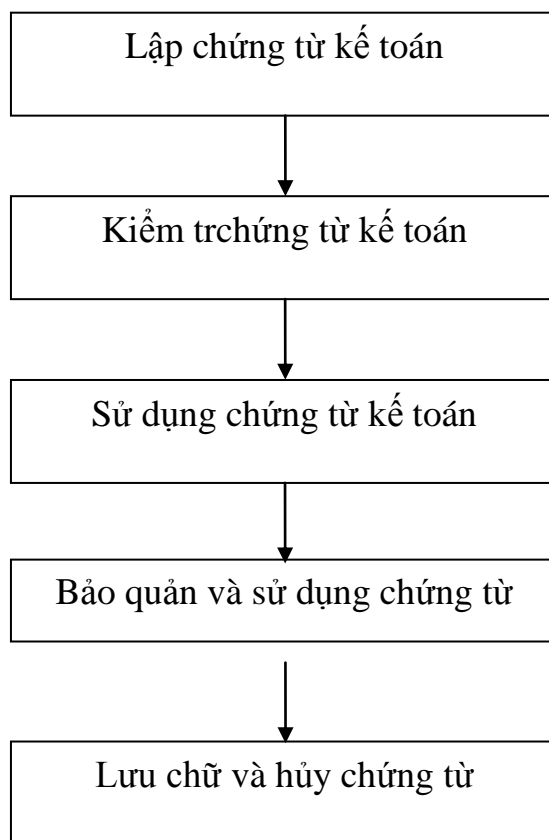 Lập chứng từ kế toán
Kiểm trchứng từ kế toán
Sử dụng chứng từ kế toán
Bảo quản và sử dụng chứng từ
Lưu chữ và hủy chứng từ